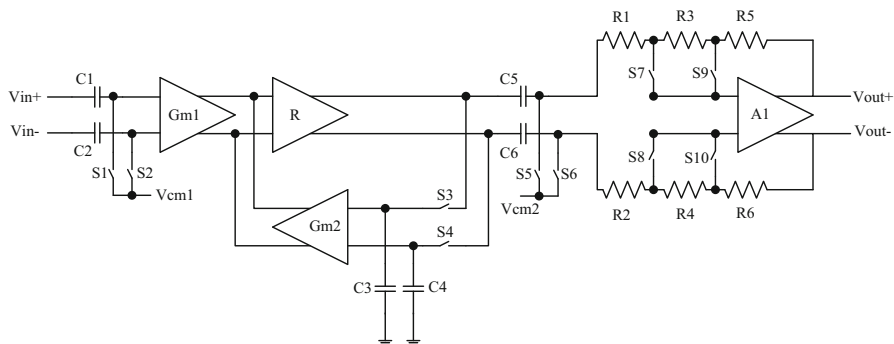 R1 R3 R5
S7 S9
C1 C5
Vin+ Gm1 R A1 Vout+
Vin- Vout-
C2 C6
S1 S2 S5 S6 S8 S10
Vcm1 S3 Vcm2 R2 R4 R6
Gm2 S4
C3 C4